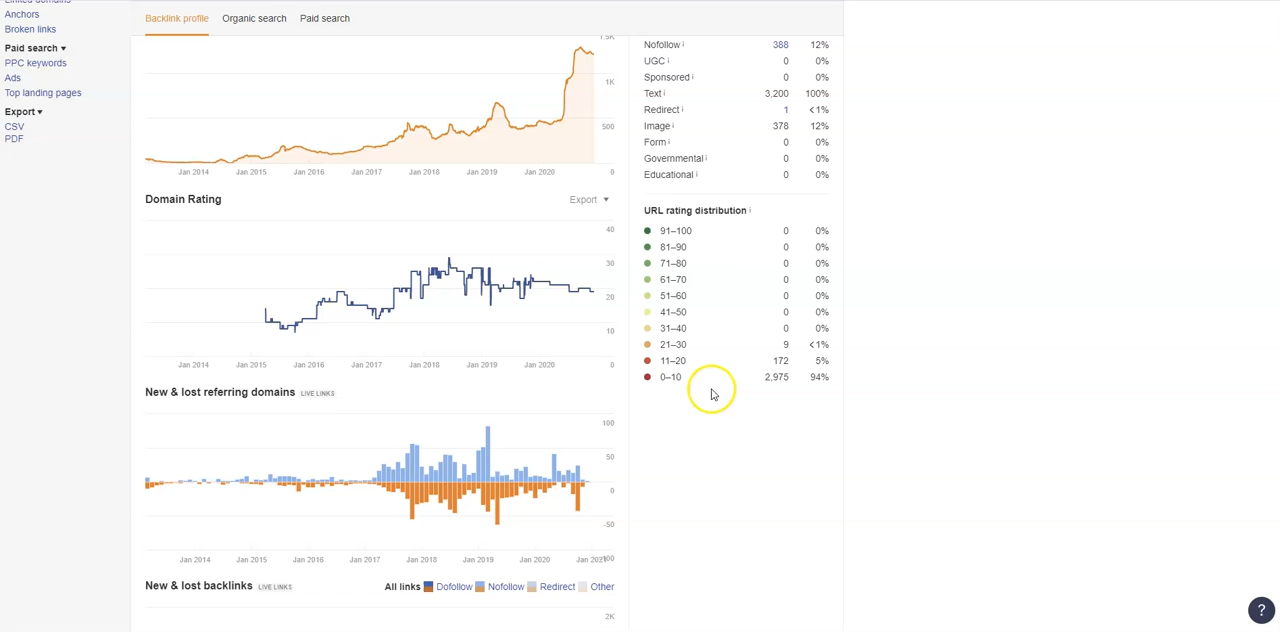 Linked domains
Anchors
Broken links
Paid search ▾
PPC keywords
Ads
Top landing pages
Export ▾
CSV
PDF
Backlink profile Organic search Paid search
1.5K
1K
500
0
Jan 2014 Jan 2015 Jan 2016 Jan 2017 Jan 2018 Jan 2019 Jan 2020
Domain Rating Export ▼
40
30
20
10
0
Jan 2014 Jan 2015 Jan 2016 Jan 2017 Jan 2018 Jan 2019 Jan 2020
New & lost referring domains LIVE LINKS
100
50
0
-50
-100
Jan 2014 Jan 2015 Jan 2016 Jan 2017 Jan 2018 Jan 2019 Jan 2020 Jan 2021
New & lost backlinks LIVE LINKS All links Dofollow Nofollow Redirect Other
2K
Nofollow i 388 12%
UGC i 0 0%
Sponsored i 0 0%
Text i 3,200 100%
Redirect i 1 <1%
Image i 378 12%
Form i 0 0%
Governmental i 0 0%
Educational i 0 0%
URL rating distribution i
91–100 0 0%
81–90 0 0%
71–80 0 0%
61–70 0 0%
51–60 0 0%
41–50 0 0%
31–40 0 0%
21–30 9 <1%
11–20 172 5%
0–10 2,975 94%
?